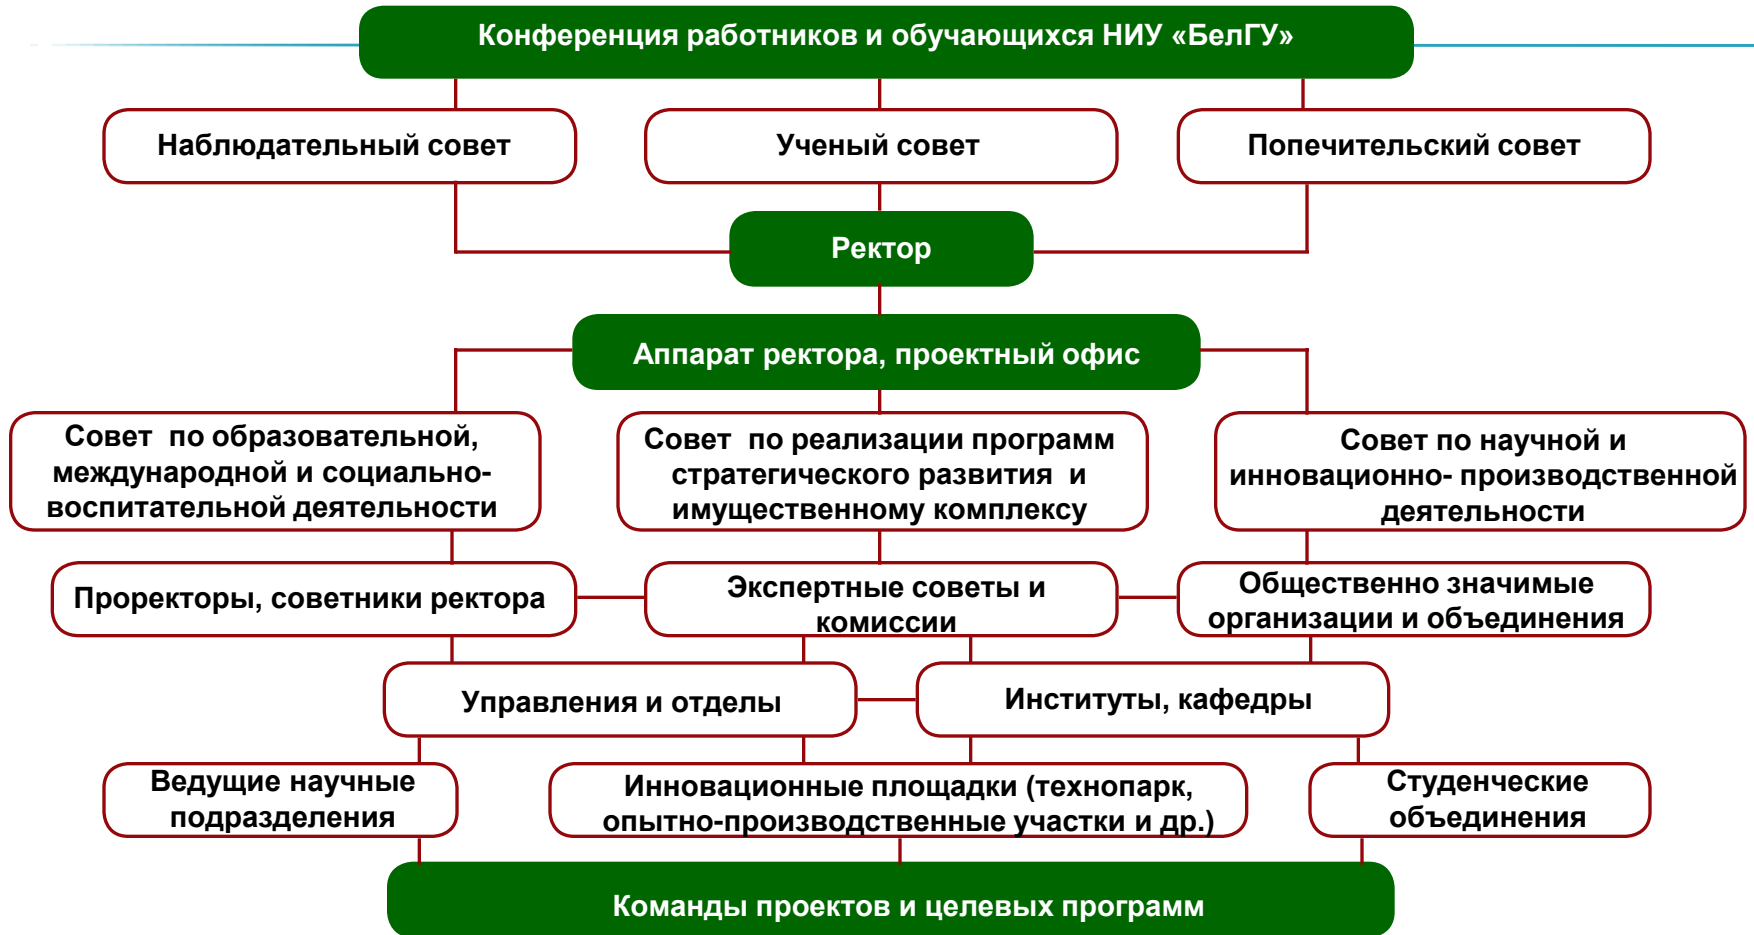 Конференция работников и обучающихся НИУ «БелГУ»
Наблюдательный совет
Ученый совет
Попечительский совет
Ректор
Аппарат ректора, проектный офис
Совет по образовательной,
международной и социально-
воспитательной деятельности
Совет по реализации программ
стратегического развития и
имущественному комплексу
Совет по научной и
инновационно- производственной
деятельности
Проректоры, советники ректора
Экспертные советы и
комиссии
Общественно значимые
организации и объединения
Управления и отделы
Институты, кафедры
Ведущие научные
подразделения
Инновационные площадки (технопарк,
опытно-производственные участки и др.)
Студенческие
объединения
Команды проектов и целевых программ